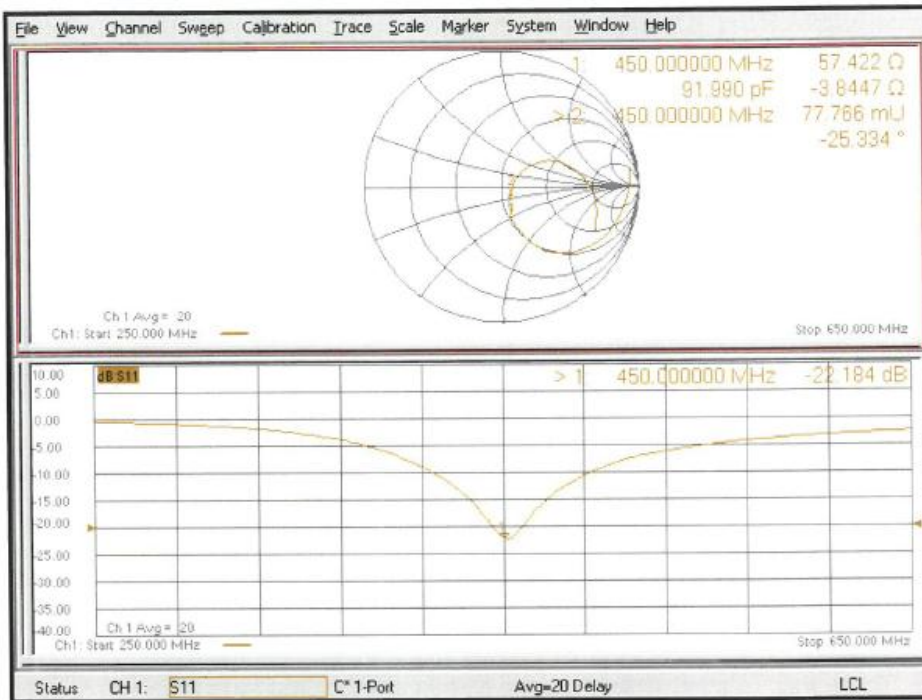 File View Channel Sweep Calibration Trace Scale Marker System Window Help
1: 450.000000 MHz 57.422 Ω
91.990 pF -3.8447 Ω
> 2: 450.000000 MHz 77.766 mU
-25.334 °
Ch 1 Avg = 20
Ch1: Start 250.000 MHz
Stop 650.000 MHz
10.00
dB S11
> 1: 450.000000 MHz -22.184 dB
5.00
0.00
-5.00
-10.00
-15.00
-20.00
-25.00
-30.00
-35.00
-40.00
Ch 1 Avg = 20
Ch1: Start 250.000 MHz
Stop 650.000 MHz
Status CH 1: S11 C* 1-Port Avg=20 Delay LCL